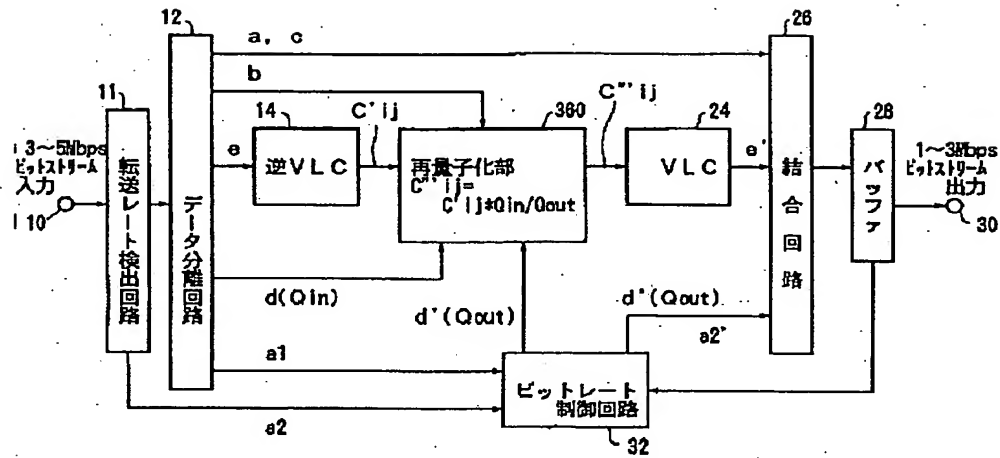 12
26
a, c
b
11
14
C'ij
360
C"'ij
24
28
3~5Mbps
ビットストリーム
入力
10
転送レート検出回路
データ分離回路
e
逆VLC
再量子化部
C"'ij=
C'ij*Qin/Qout
VLC
e'
結合回路
バッファ
1~3Mbps
ビットストリーム
出力
30
d(Qin)
d'(Qout)
d"(Qout)
a2'
a1
a2
ビットレート
制御回路
32